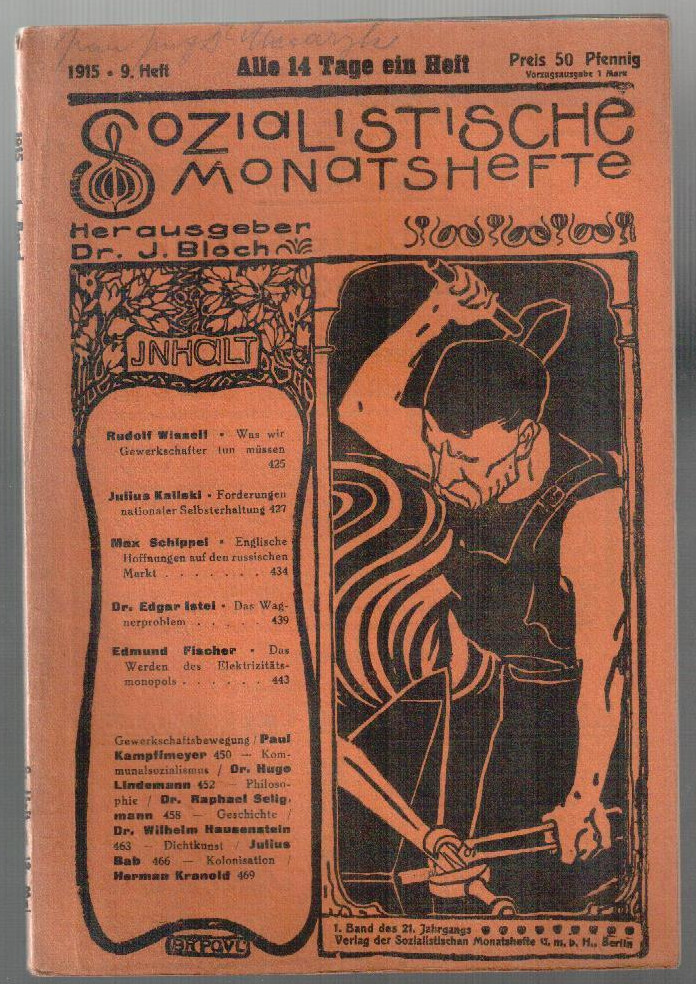 1915 • 9. Heft
Alle 14 Tage ein Heft
Preis 50 Pfennig
Vorzugsausgabe 1 Mark
SOZIALISTISCHE
MONATSHEFTE
Herausgeber
Dr. J. Bloch
JNHALT
Rudolf Wissell • Was wir
Gewerkschafter tun müssen
425
Julius Kaliski • Forderungen
nationaler Selbsterhaltung 427
Max Schippel • Englische
Hoffnungen auf den russischen
Markt . . . . . . . 434
Dr. Edgar Istel • Das Wag-
nerproblem . . . . . 439
Edmund Fischer • Das
Werden des Elektrizitäts-
monopols . . . . . . 443
Gewerkschaftsbewegung / Paul
Kampffmeyer 450 — Kom-
munalsozialismus / Dr. Hugo
Lindemann 452 — Philoso-
phie / Dr. Raphael Selig-
mann 458 — Geschichte /
Dr. Wilhelm Hausenstein
463 — Dichtkunst / Julius
Bab 466 — Kolonisation /
Herman Kranold 469
1. Band des 21. Jahrgangs
Verlag der Sozialistischen Monatshefte G. m. b. H., Berlin